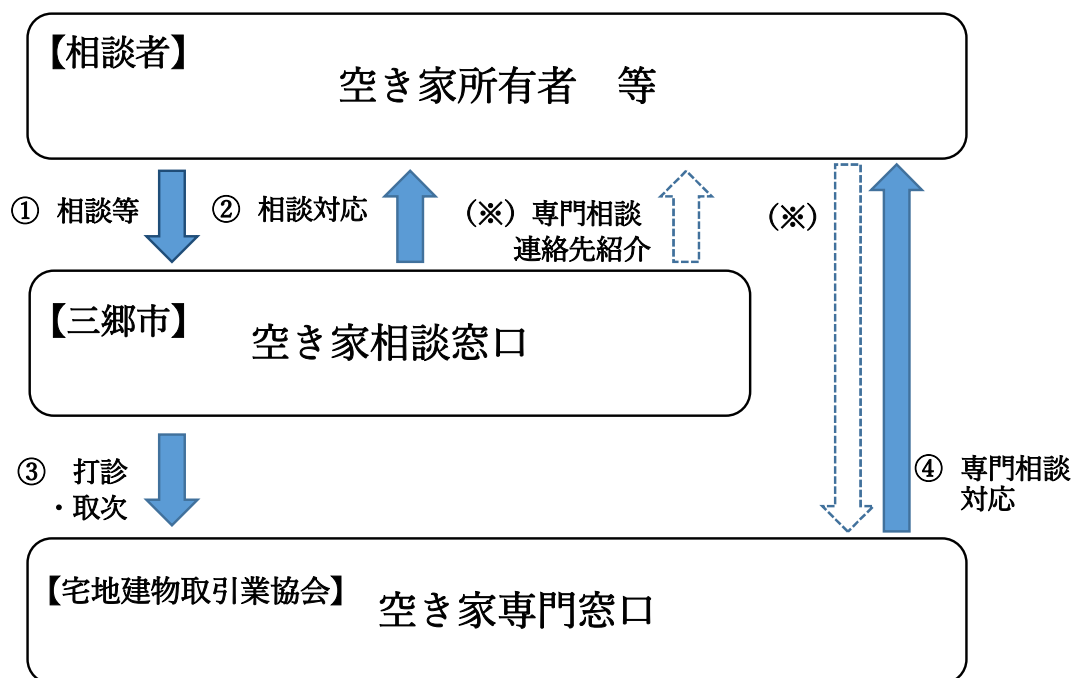 【相談者】
空き家所有者　等
① 相談等
② 相談対応
(※) 専門相談
連絡先紹介
(※)
【三郷市】
空き家相談窓口
③　打診
・取次
④ 専門相談
対応
【宅地建物取引業協会】
空き家専門窓口